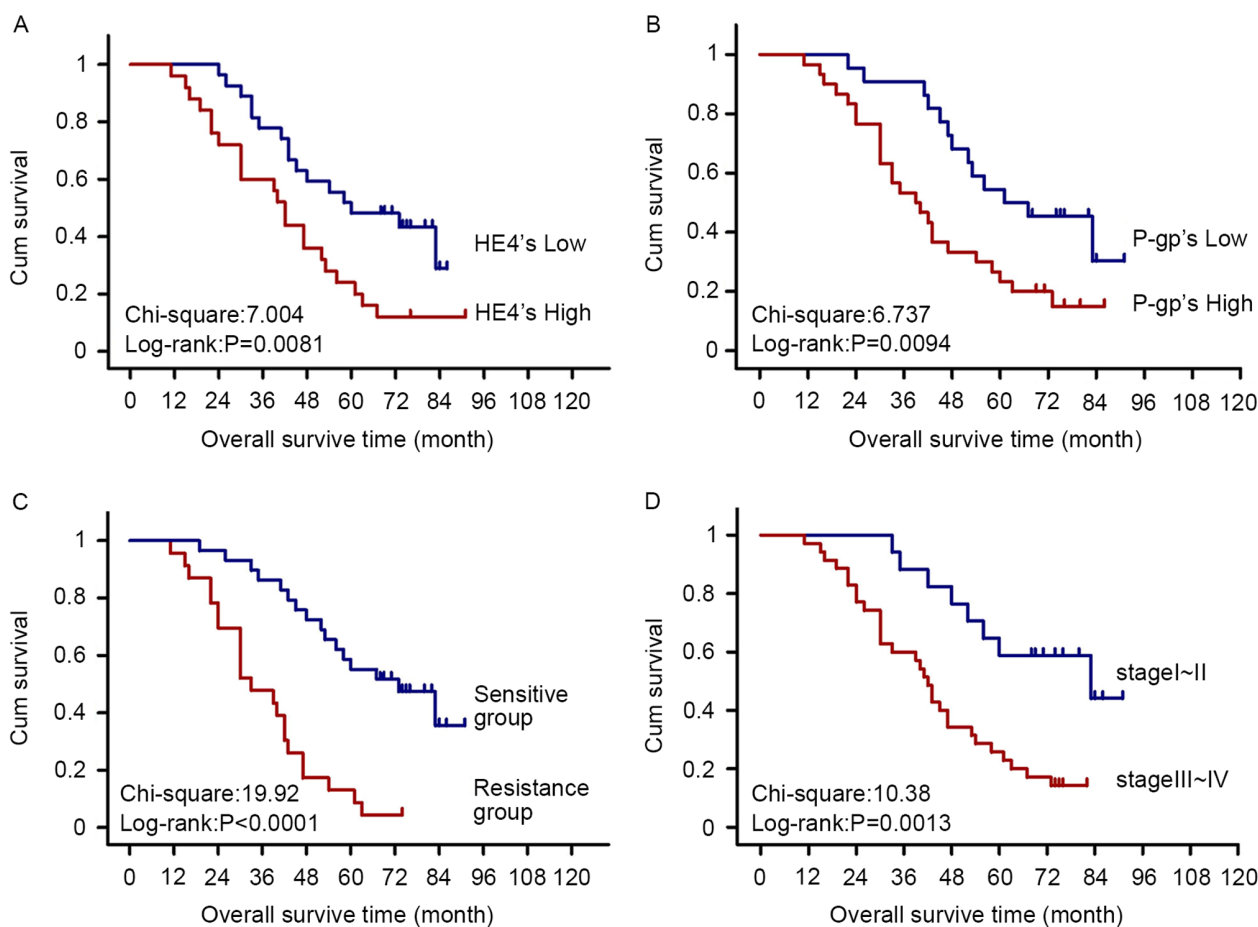 A
Cum survival
1
0.8
0.6
0.4
0.2
0
HE4's Low
HE4's High
Chi-square:7.004
Log-rank:P=0.0081
0 12 24 36 48 60 72 84 96 108 120
Overall survive time (month)
B
Cum survival
1
0.8
0.6
0.4
0.2
0
P-gp's Low
P-gp's High
Chi-square:6.737
Log-rank:P=0.0094
0 12 24 36 48 60 72 84 96 108 120
Overall survive time (month)
C
Cum survival
1
0.8
0.6
0.4
0.2
0
Sensitive
group
Resistance
group
Chi-square:19.92
Log-rank:P<0.0001
0 12 24 36 48 60 72 84 96 108 120
Overall survive time (month)
D
Cum survival
1
0.8
0.6
0.4
0.2
0
stageI~II
stageIII~IV
Chi-square:10.38
Log-rank:P=0.0013
0 12 24 36 48 60 72 84 96 108 120
Overall survive time (month)